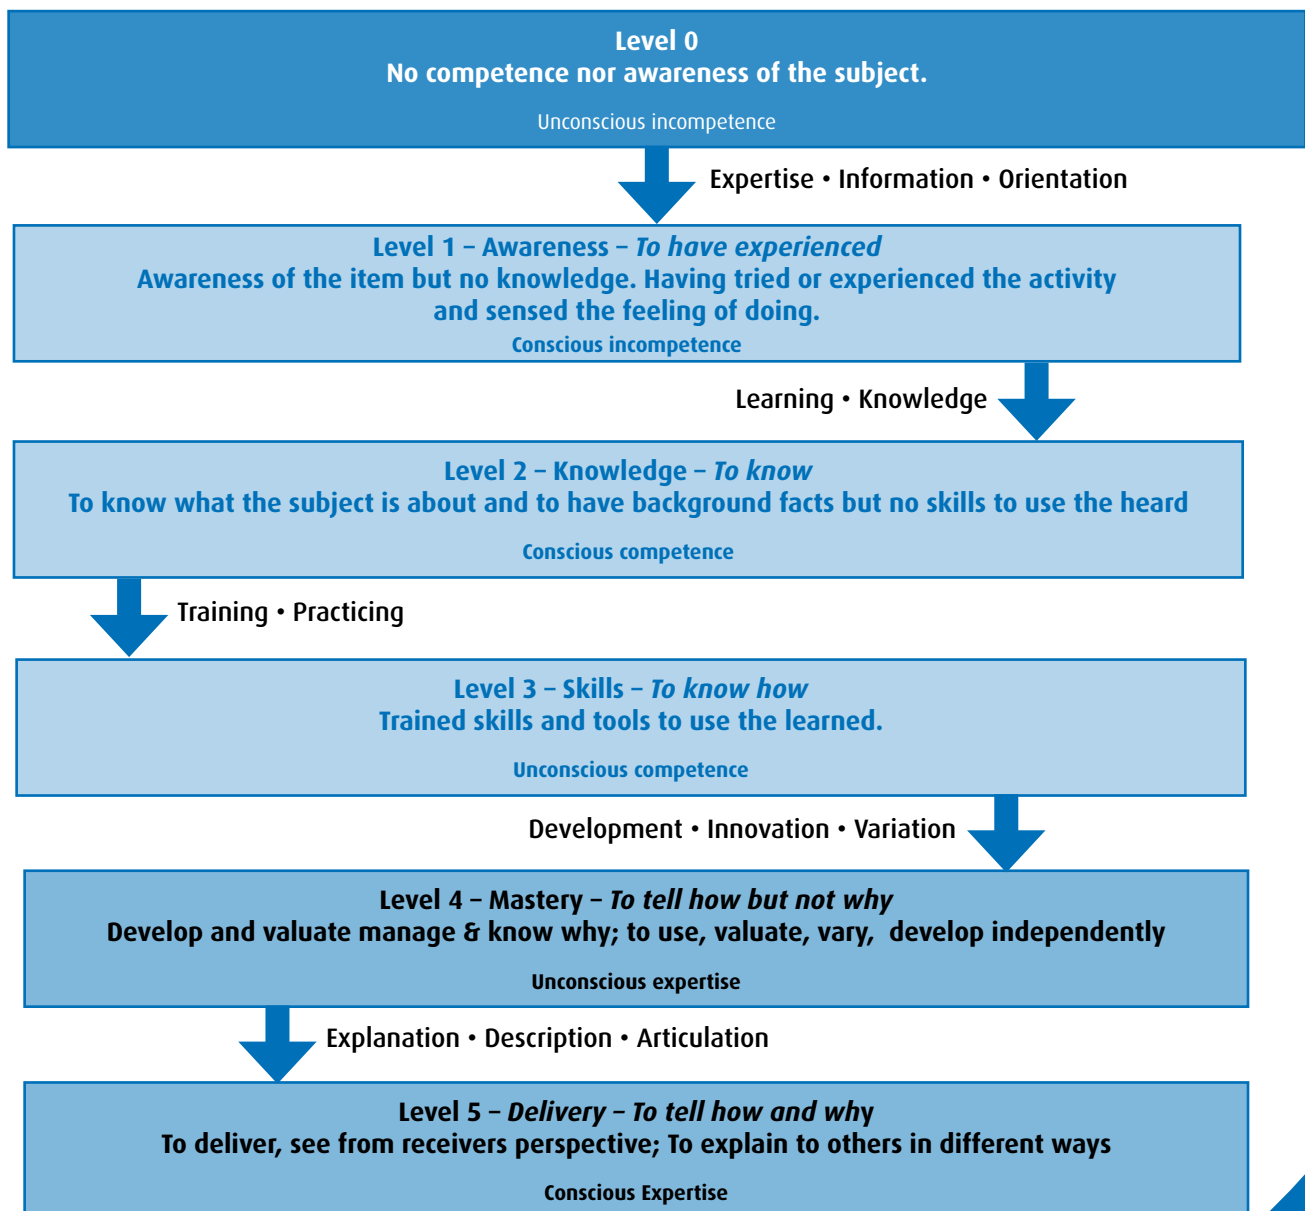 Level 0
No competence nor awareness of the subject.
Unconscious incompetence
Expertise • Information • Orientation
Level 1 – Awareness – To have experienced
Awareness of the item but no knowledge. Having tried or experienced the activity
and sensed the feeling of doing.
Conscious incompetence
Learning • Knowledge
Level 2 – Knowledge – To know
To know what the subject is about and to have background facts but no skills to use the heard
Conscious competence
Training • Practicing
Level 3 – Skills – To know how
Trained skills and tools to use the learned.
Unconscious competence
Development • Innovation • Variation
Level 4 – Mastery – To tell how but not why
Develop and valuate manage & know why; to use, valuate, vary, develop independently
Unconscious expertise
Explanation • Description • Articulation
Level 5 – Delivery – To tell how and why
To deliver, see from receivers perspective; To explain to others in different ways
Conscious Expertise